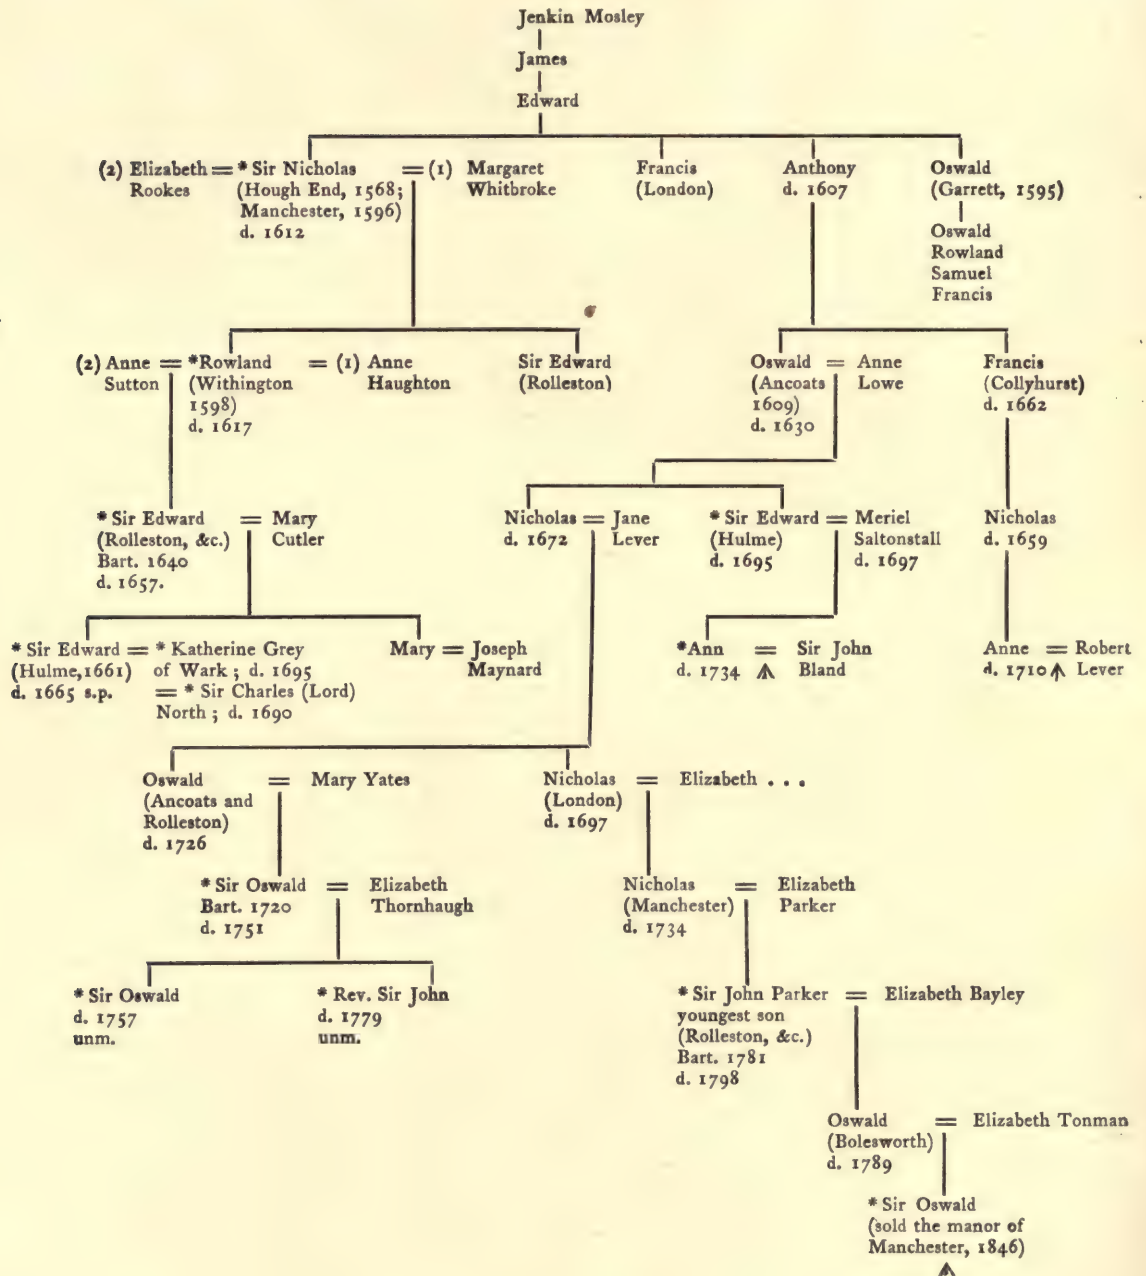 Jenkin Mosley
James
Edward
(2) Elizabeth = * Sir Nicholas = (1) Margaret Francis Anthony Oswald
Rookes (Hough End, 1568; Whitbroke (London) d. 1607 (Garrett, 1595)
Manchester, 1596)
d. 1612
Oswald
Rowland
Samuel
Francis
(2) Anne = *Rowland = (1) Anne Sir Edward Oswald = Anne Francis
Sutton (Withington Haughton (Rolleston) (Ancoats Lowe (Collyhurst)
1598) 1609) d. 1662
d. 1617 d. 1630
* Sir Edward = Mary Nicholas = Jane * Sir Edward = Meriel Nicholas
(Rolleston, &c.) Cutler d. 1672 Lever (Hulme) Saltonstall d. 1659
Bart. 1640 d. 1695 d. 1697
d. 1657.
* Sir Edward = * Katherine Grey Mary = Joseph *Ann = Sir John Anne = Robert
(Hulme, 1661) of Wark ; d. 1695 Maynard d. 1734 Bland d. 1710 Lever
d. 1665 s.p. = * Sir Charles (Lord)
North ; d. 1690
Oswald = Mary Yates Nicholas = Elizabeth . . .
(Ancoats and (London)
Rolleston) d. 1697
d. 1726
* Sir Oswald = Elizabeth Nicholas = Elizabeth
Bart. 1720 Thornhaugh (Manchester) Parker
d. 1751 d. 1734
* Sir Oswald * Rev. Sir John * Sir John Parker = Elizabeth Bayley
d. 1757 d. 1779 youngest son
unm. unm. (Rolleston, &c.)
Bart. 1781
d. 1798
Oswald = Elizabeth Tonman
(Bolesworth)
d. 1789
* Sir Oswald
(sold the manor of
Manchester, 1846)